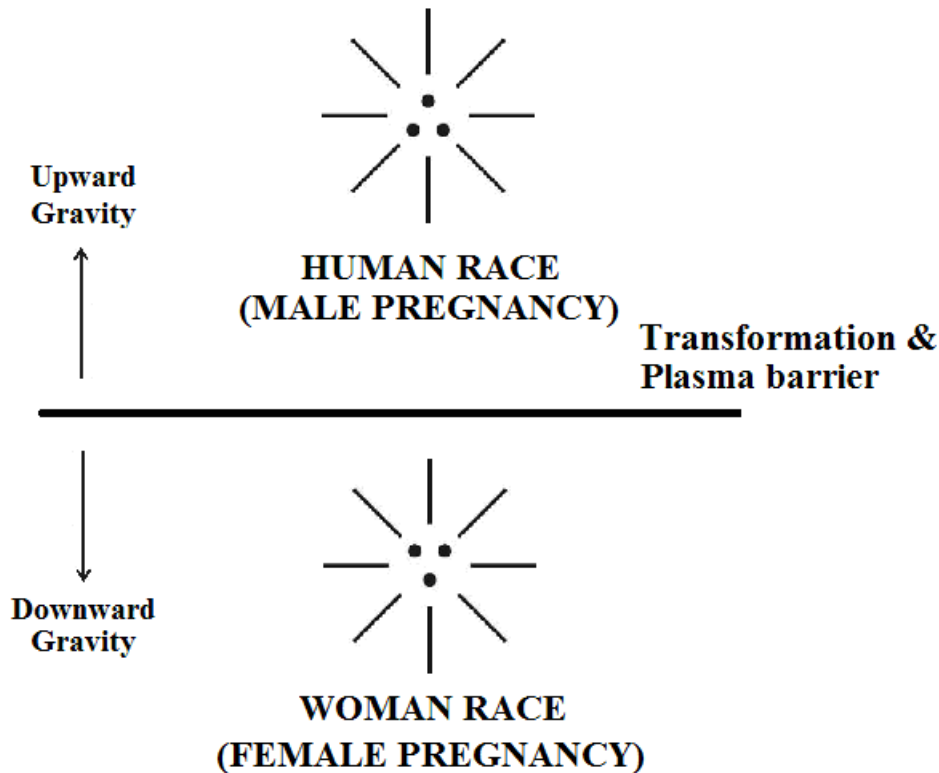 Upward
Gravity
HUMAN RACE
(MALE PREGNANCY)
Transformation &
Plasma barrier
Downward
Gravity
WOMAN RACE
(FEMALE PREGNANCY)